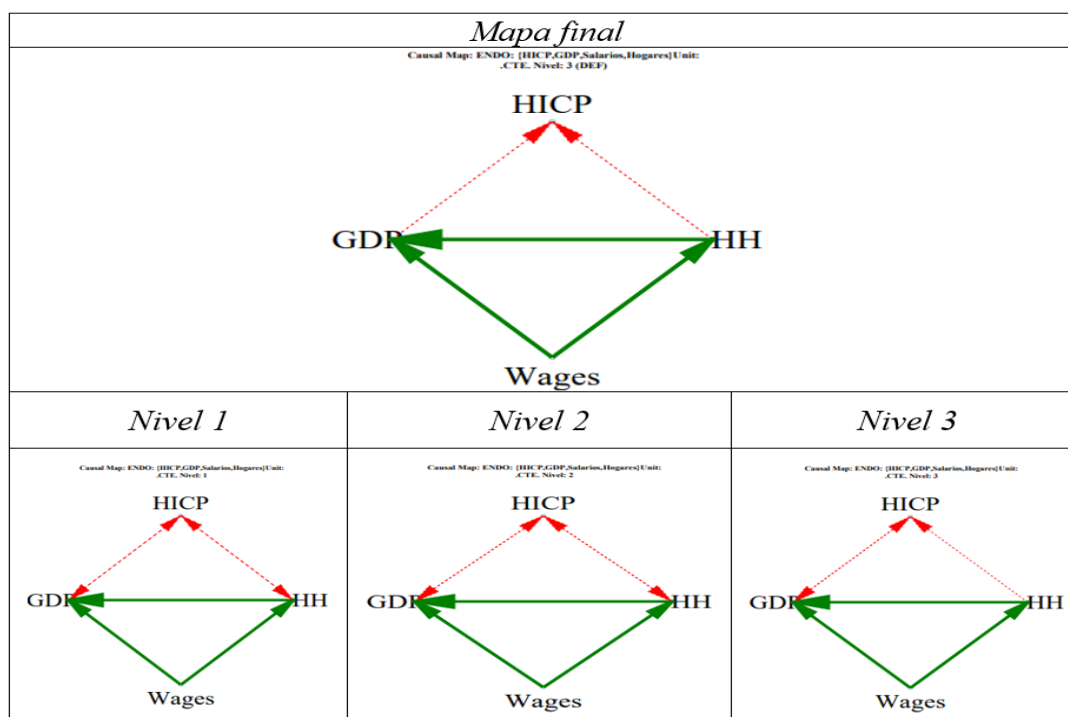 Mapa final
Causal Map: ENDO: {HICP,GDP,Salarios,Hogares}Unit:
.CTE. Nivel: 3 (DEF)
HICP
GDP
HH
Wages
Nivel 1
Nivel 2
Nivel 3
Causal Map: ENDO: {HICP,GDP,Salarios,Hogares}Unit:
.CTE. Nivel: 1
HICP
GDP
HH
Wages
Causal Map: ENDO: {HICP,GDP,Salarios,Hogares}Unit:
.CTE. Nivel: 2
HICP
GDP
HH
Wages
Causal Map: ENDO: {HICP,GDP,Salarios,Hogares}Unit:
.CTE. Nivel: 3
HICP
GDP
HH
Wages